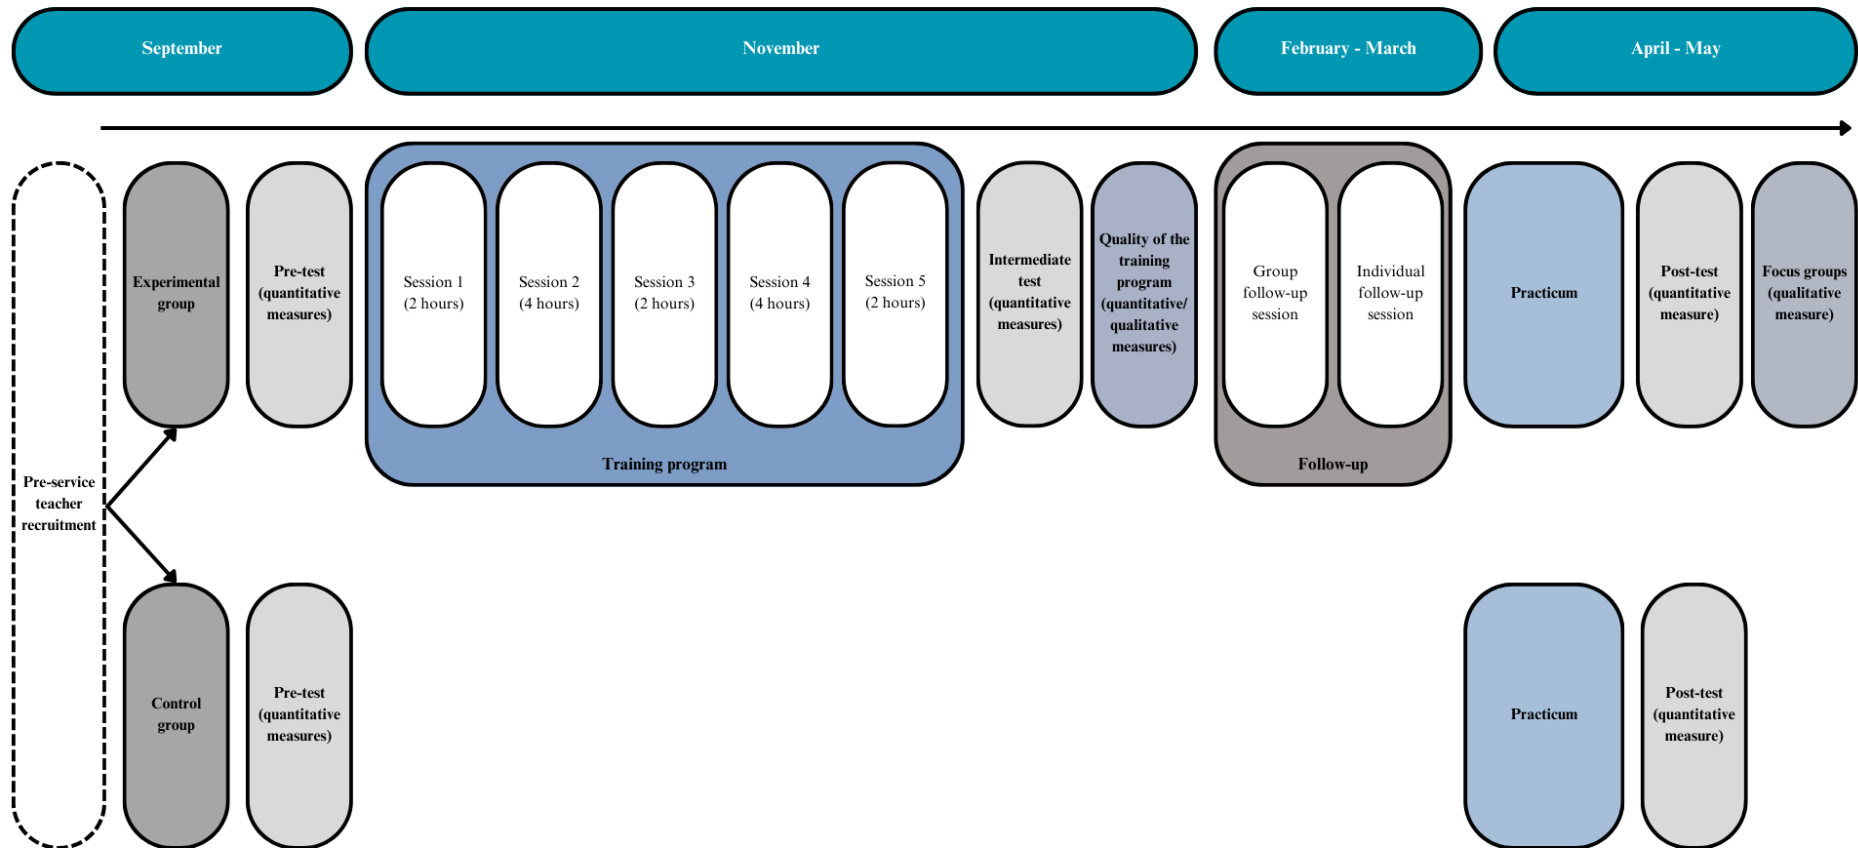 September
November
February - March
April - May
Pre-service
teacher
recruitment
Experimental
group
Pre-test
(quantitative
measures)
Session 1
(2 hours)
Session 2
(4 hours)
Session 3
(2 hours)
Session 4
(4 hours)
Session 5
(2 hours)
Training program
Intermediate
test
(quantitative
measures)
Quality of the
training
program
(quantitative/
qualitative
measures)
Group
follow-up
session
Individual
follow-up
session
Follow-up
Practicum
Post-test
(quantitative
measure)
Focus groups
(qualitative
measure)
Control
group
Pre-test
(quantitative
measures)
Practicum
Post-test
(quantitative
measure)